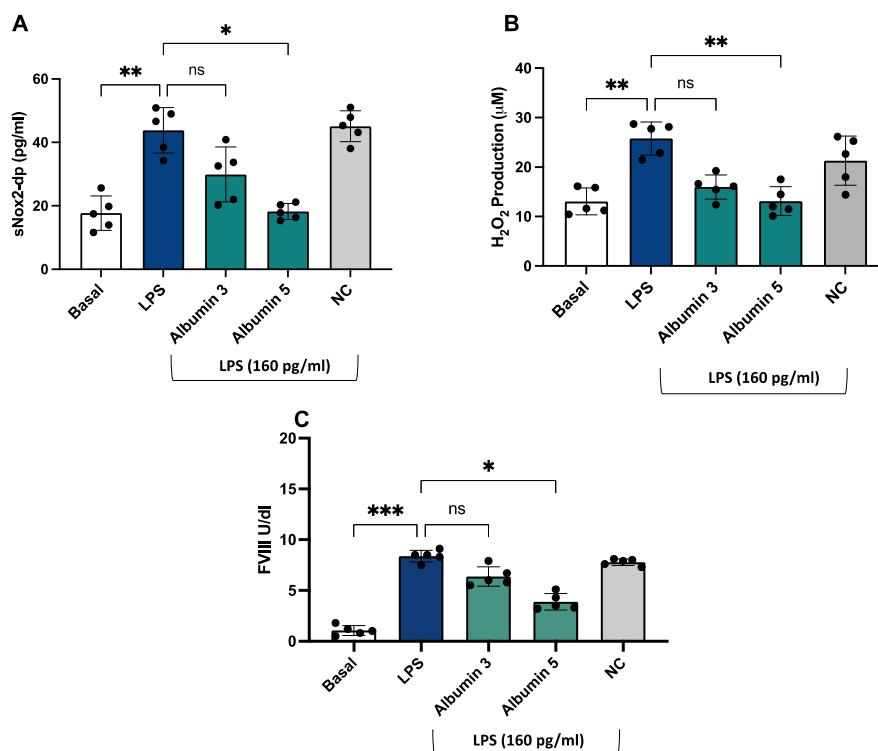 A
sNox2-dp (pg/ml)
60
40
20
0
** * ns
Basal
LPS
Albumin 3
Albumin 5
NC
LPS (160 pg/ml)
B
H₂O₂ Production (µM)
40
30
20
10
0
** ** ns
Basal
LPS
Albumin 3
Albumin 5
NC
LPS (160 pg/ml)
C
FVIII U/dl
20
15
10
5
0
*** * ns
Basal
LPS
Albumin 3
Albumin 5
NC
LPS (160 pg/ml)